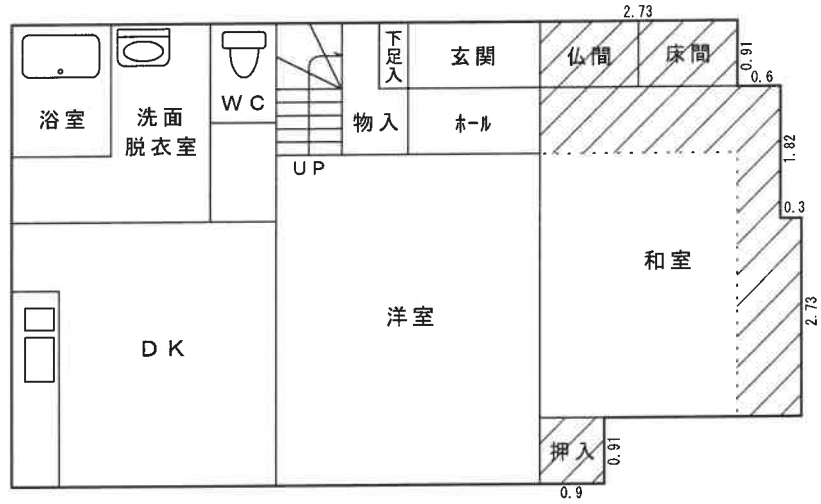 2.73
下足入
玄関
仏間
床間
0.91
0.6
浴室
洗面
脱衣室
WC
物入
ホール
1.82
UP
0.3
和室
洋室
2.73
DK
押入
0.91
0.9